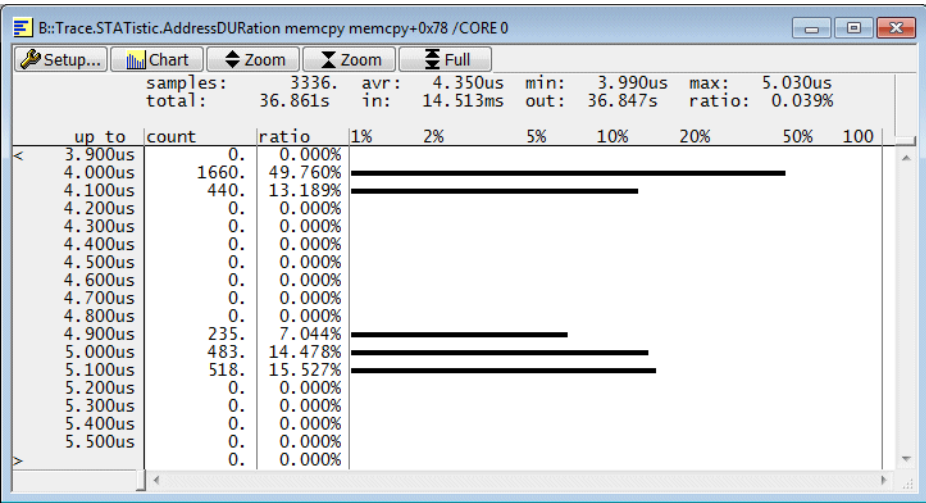 B::Trace.STATistic.AddressDURation memcpy memcpy+0x78 /CORE 0
Setup... Chart Zoom Zoom Full
samples: 3336. avr: 4.350us min: 3.990us max: 5.030us
total: 36.861s in: 14.513ms out: 36.847s ratio: 0.039%
up to count ratio 1% 2% 5% 10% 20% 50% 100
< 3.900us 0. 0.000%
4.000us 1660. 49.760%
4.100us 440. 13.189%
4.200us 0. 0.000%
4.300us 0. 0.000%
4.400us 0. 0.000%
4.500us 0. 0.000%
4.600us 0. 0.000%
4.700us 0. 0.000%
4.800us 0. 0.000%
4.900us 235. 7.044%
5.000us 483. 14.478%
5.100us 518. 15.527%
5.200us 0. 0.000%
5.300us 0. 0.000%
5.400us 0. 0.000%
5.500us 0. 0.000%
> 0. 0.000%